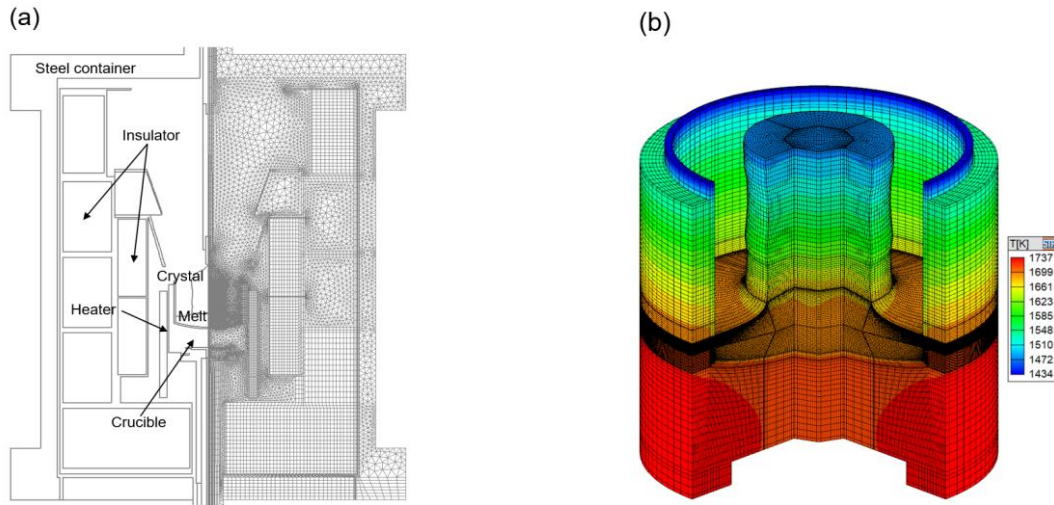 (a)
Steel container
Insulator
Crystal
Melt
Heater
Crucible
(b)
T[K]
1737
1699
1661
1623
1585
1548
1510
1472
1434